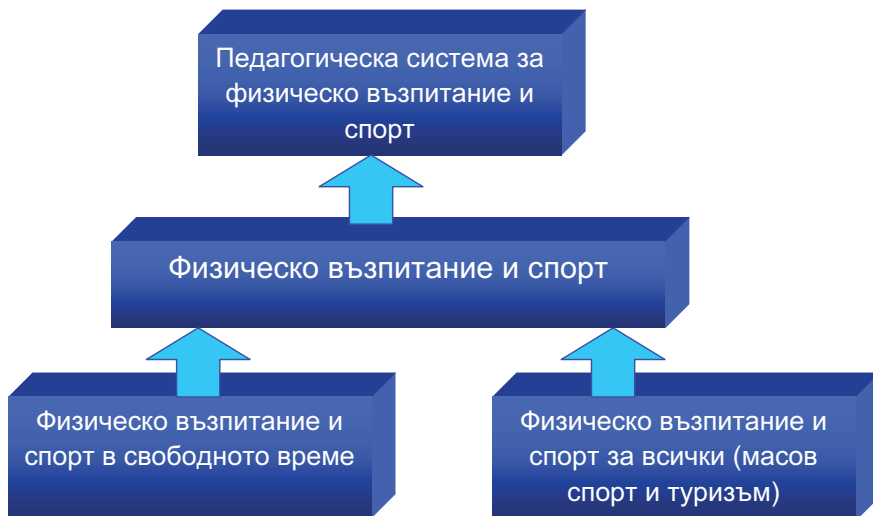 Педагогическа система за
физическо възпитание и
спорт
Физическо възпитание и спорт
Физическо възпитание и
спорт в свободното време
Физическо възпитание и
спорт за всички (масов
спорт и туризъм)